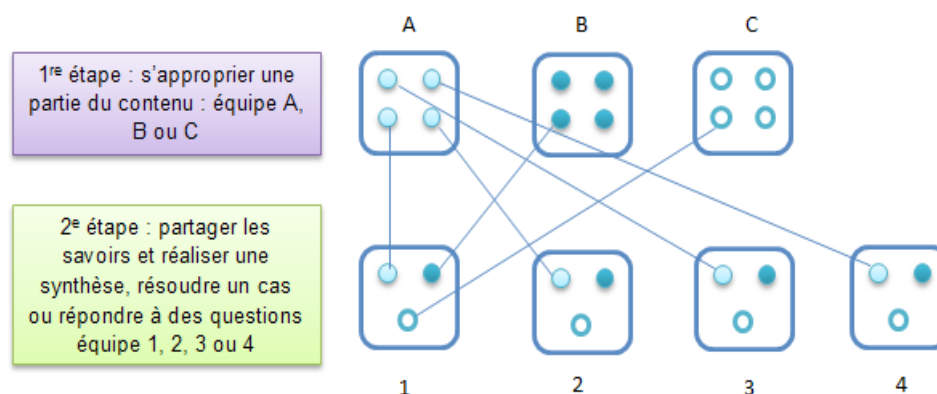 A B C
1re étape : s'approprier une
partie du contenu : équipe A,
B ou C
2e étape : partager les
savoirs et réaliser une
synthèse, résoudre un cas
ou répondre à des questions
équipe 1, 2, 3 ou 4
1 2 3 4